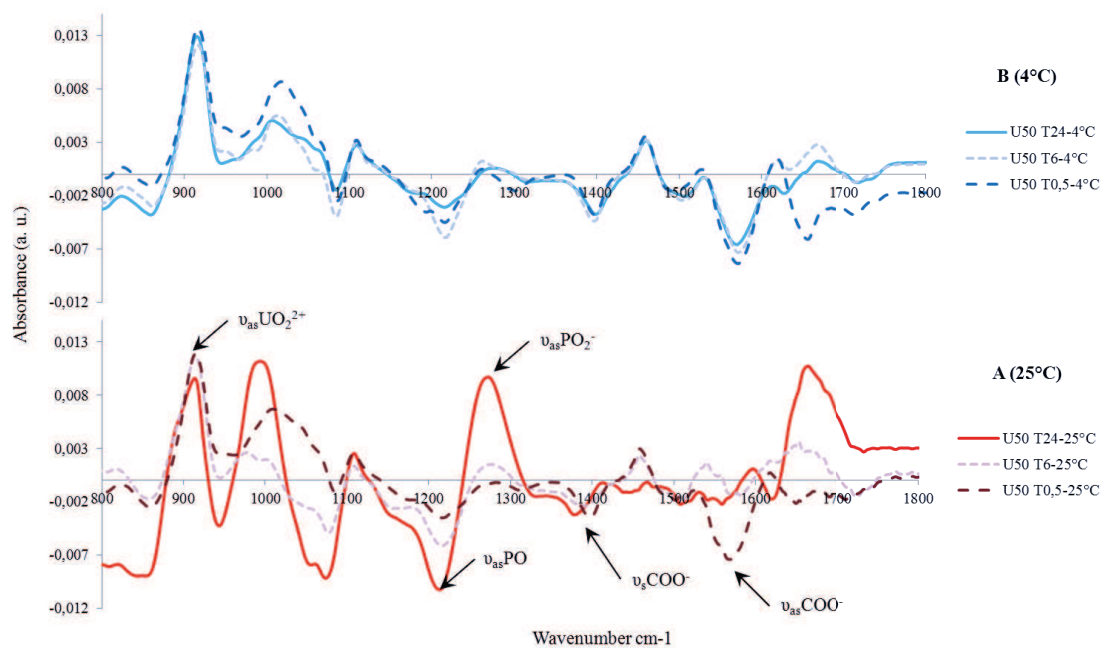 0,013
0,008
0,003
-0,002
-0,007
-0,012
800 900 1000 1100 1200 1300 1400 1500 1600 1700 1800
B (4°C)
U50 T24-4°C
U50 T6-4°C
U50 T0,5-4°C
Absorbance (a. u.)
υasUO₂²⁺
υasPO₂⁻
0,013
0,008
0,003
-0,002
-0,007
-0,012
800 900 1000 1100 1200 1300 1400 1500 1600 1700 1800
A (25°C)
U50 T24-25°C
U50 T6-25°C
U50 T0,5-25°C
υasPO
υsCOO⁻
υasCOO⁻
Wavenumber cm-1